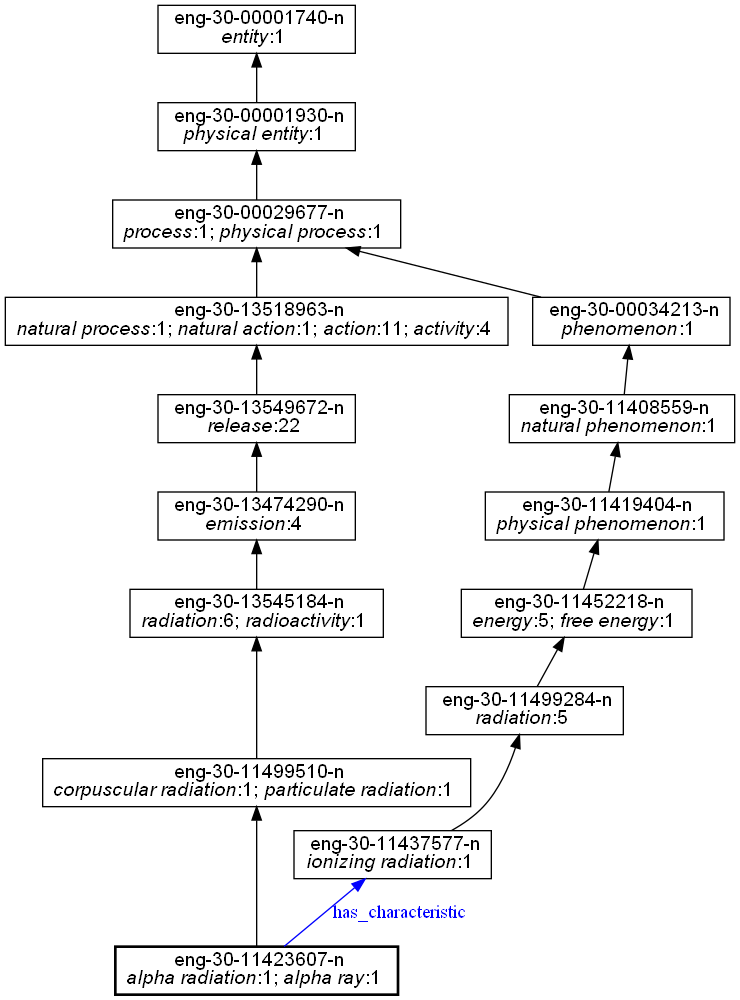 eng-30-00001740-n
entity:1
eng-30-00001930-n
physical entity:1
eng-30-00029677-n
process:1; physical process:1
eng-30-13518963-n
natural process:1; natural action:1; action:11; activity:4
eng-30-00034213-n
phenomenon:1
eng-30-13549672-n
release:22
eng-30-11408559-n
natural phenomenon:1
eng-30-13474290-n
emission:4
eng-30-11419404-n
physical phenomenon:1
eng-30-13545184-n
radiation:6; radioactivity:1
eng-30-11452218-n
energy:5; free energy:1
eng-30-11499284-n
radiation:5
eng-30-11499510-n
corpuscular radiation:1; particulate radiation:1
eng-30-11437577-n
ionizing radiation:1
has_characteristic
eng-30-11423607-n
alpha radiation:1; alpha ray:1